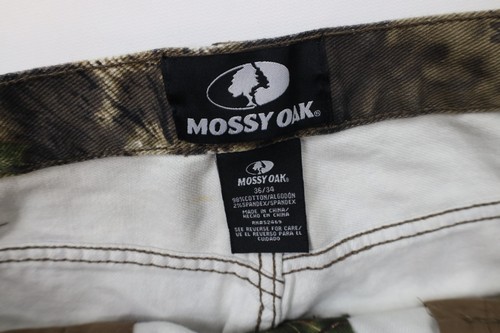 MOSSY OAK
MOSSY OAK.
36/34
98%COTTON/ALGODÓN
2%SPANDEX/SPANDEX
MADE IN CHINA/
HECHO EN CHINA
SEE REVERSE FOR CARE/
VE EL REVERSO PARA EL
CUIDADO